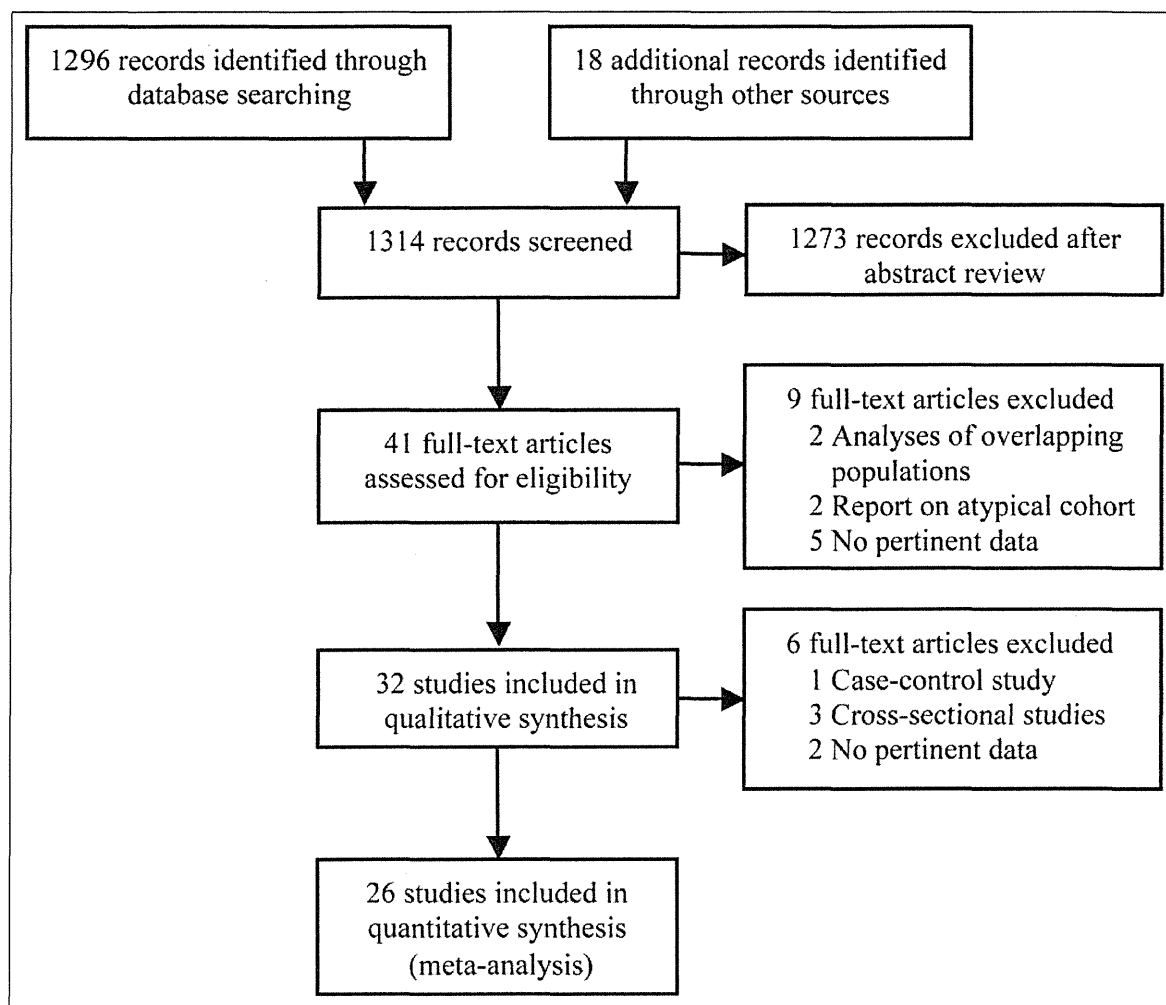 1296 records identified through
database searching
18 additional records identified
through other sources
1314 records screened
1273 records excluded after
abstract review
41 full-text articles
assessed for eligibility
9 full-text articles excluded
2 Analyses of overlapping
populations
2 Report on atypical cohort
5 No pertinent data
32 studies included in
qualitative synthesis
6 full-text articles excluded
1 Case-control study
3 Cross-sectional studies
2 No pertinent data
26 studies included in
quantitative synthesis
(meta-analysis)